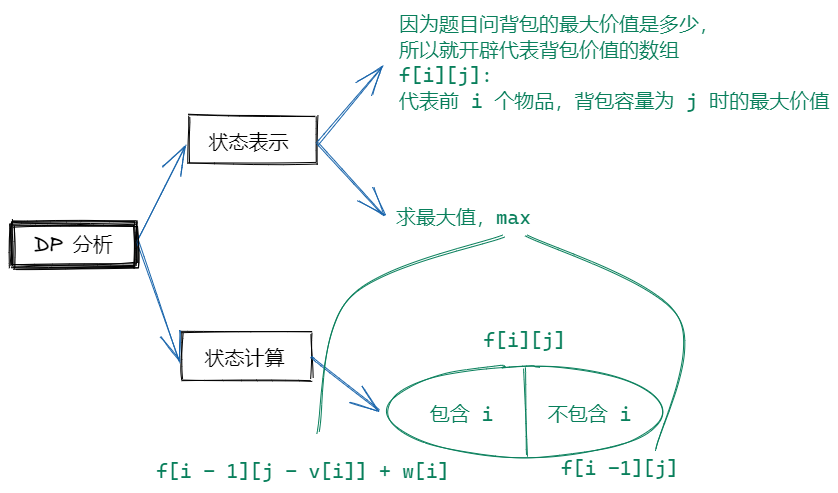 因为题目问背包的最大价值是多少，
所以就开辟代表背包价值的数组
f[i][j]：
代表前 i 个物品，背包容量为 j 时的最大价值
状态表示
求最大值，max
DP 分析
状态计算
f[i][j]
包含 i
不包含 i
f[i - 1][j - v[i]] + w[i]
f[i -1][j]